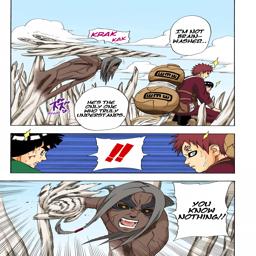 KRAK
KAK
I'M NOT
BRAIN-
WASHED...
HE'S THE
ONLY ONE
WHO TRULY
UNDERSTANDS.
!!
YOU
KNOW
NOTHING!!